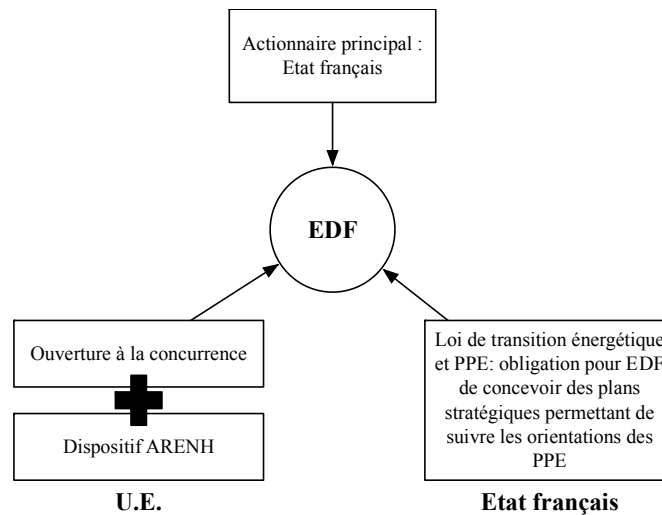 Actionnaire principal :
Etat français
EDF
Ouverture à la concurrence
Dispositif ARENH
U.E.
Loi de transition énergétique
et PPE: obligation pour EDF
de concevoir des plans
stratégiques permettant de
suivre les orientations des
PPE
Etat français